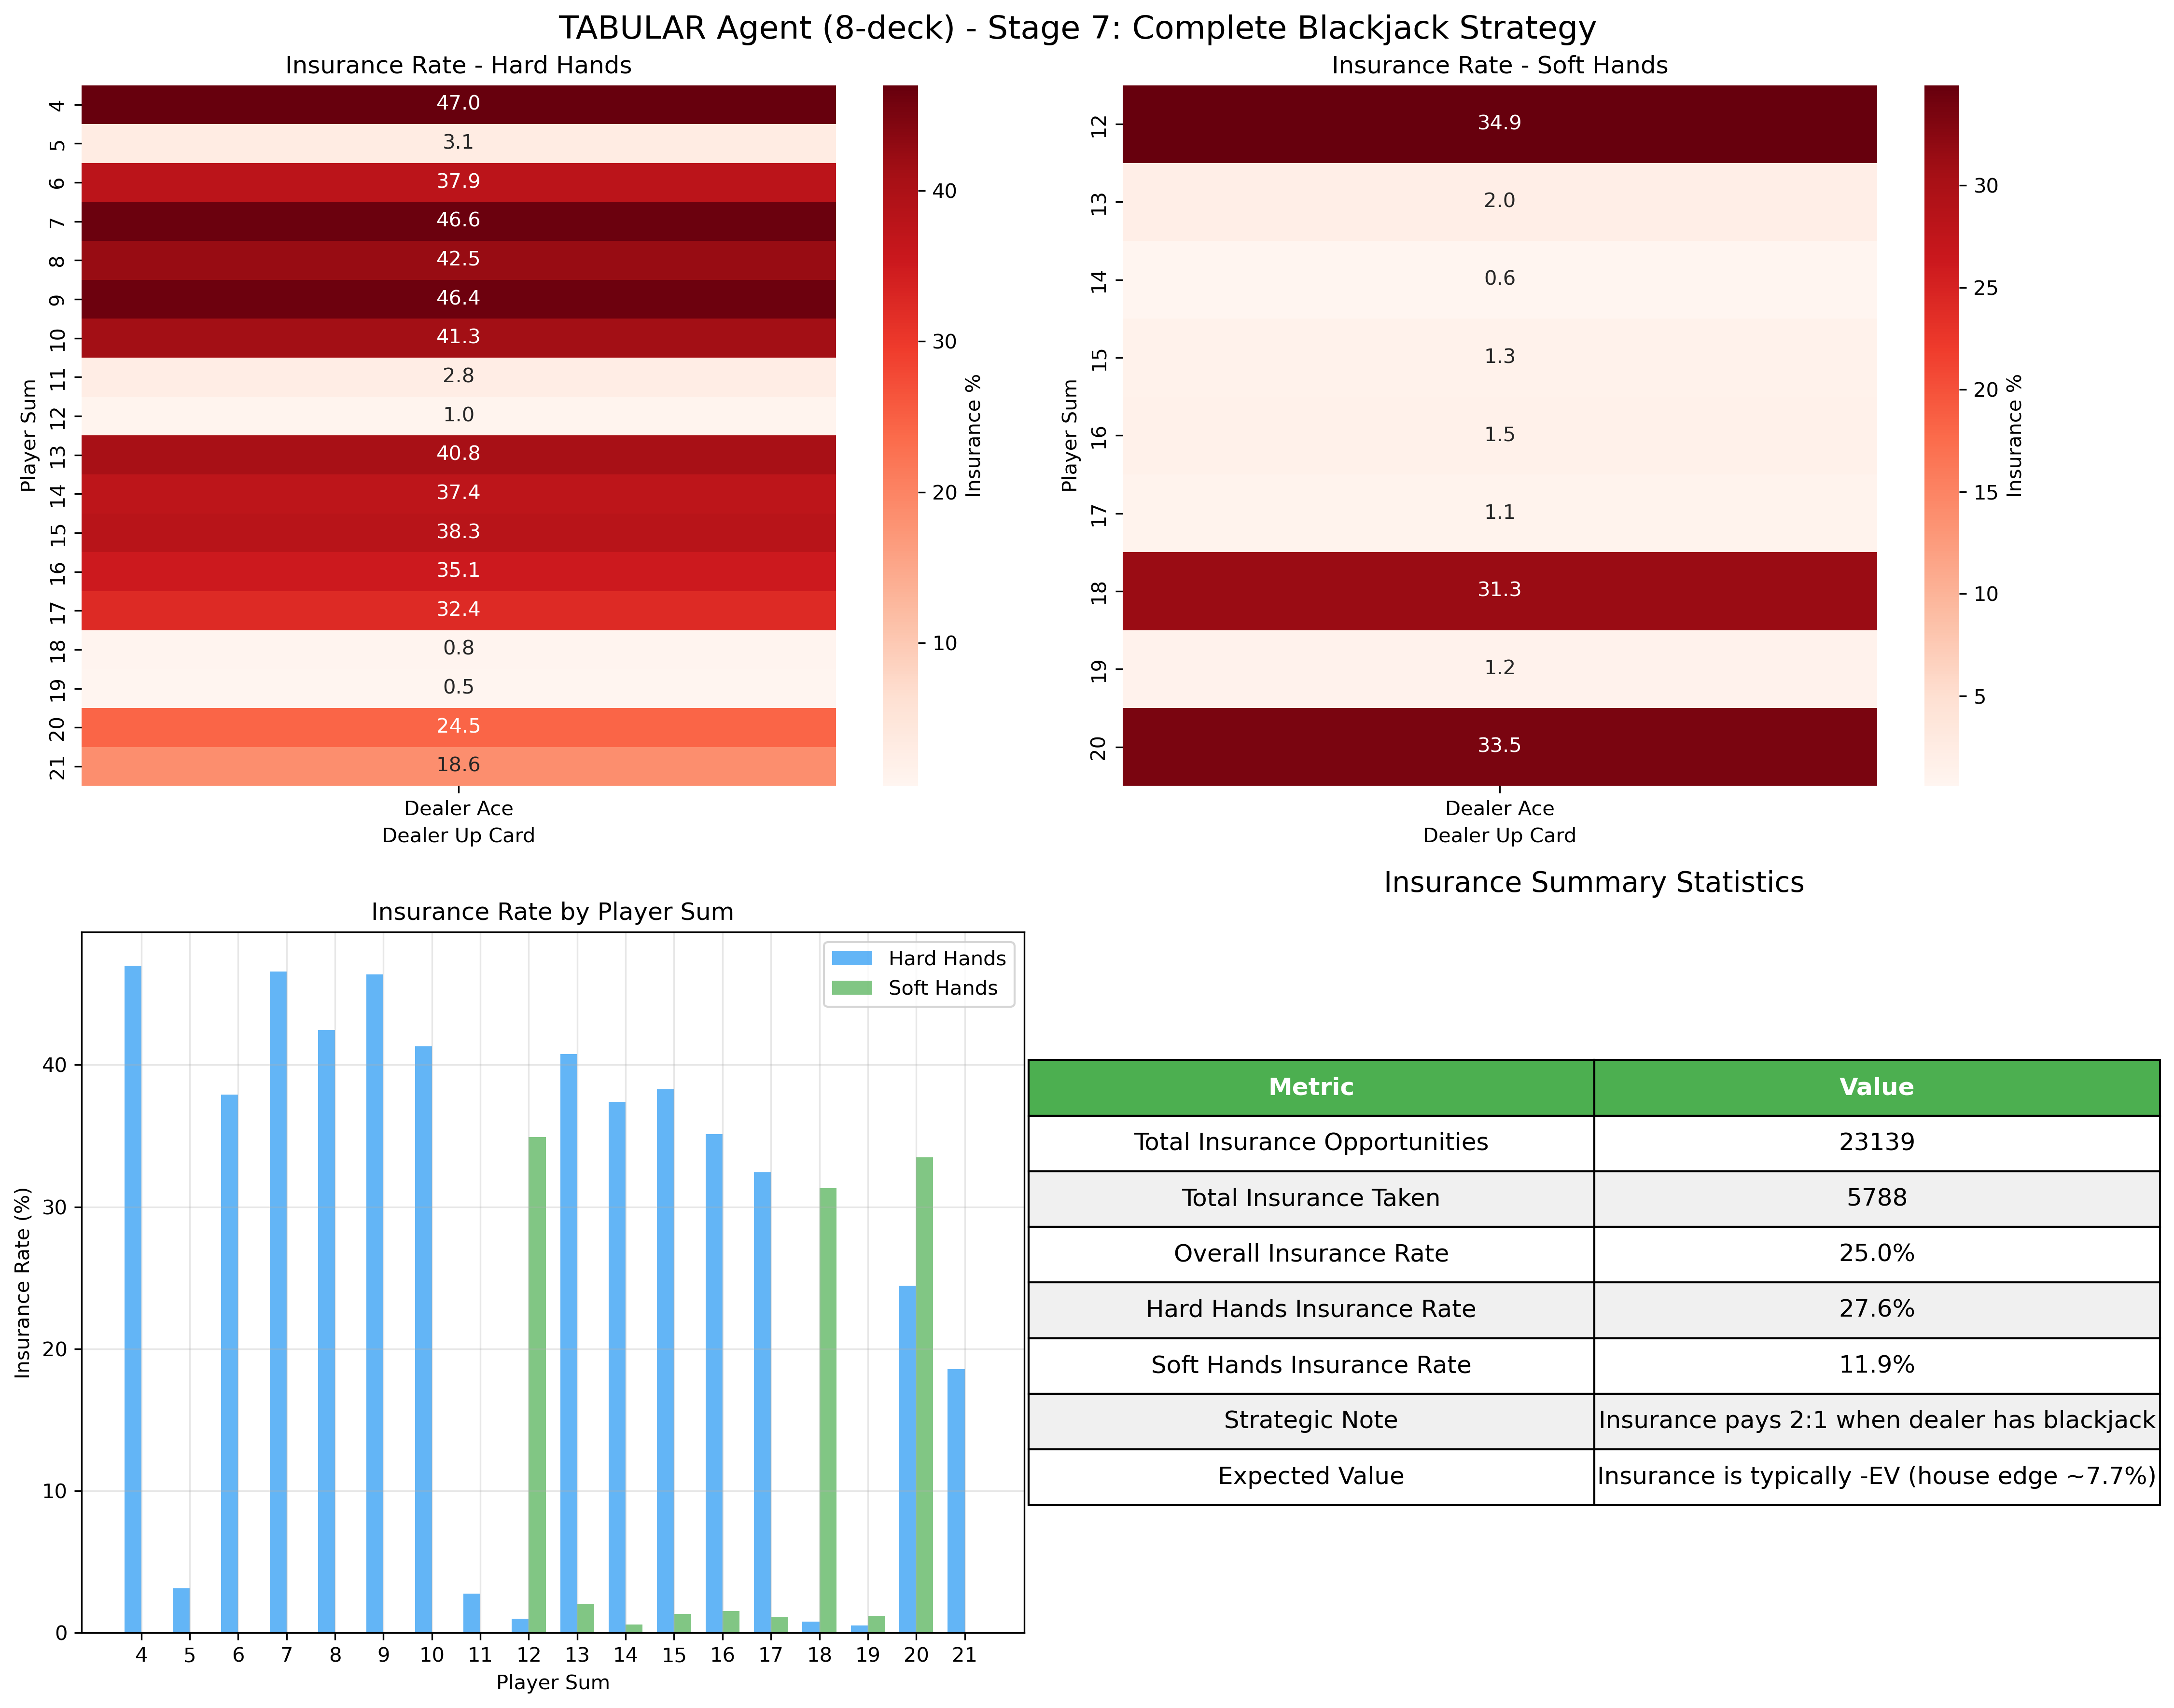 TABULAR Agent (8-deck) - Stage 7: Complete Blackjack Strategy
Insurance Rate - Hard Hands
Player Sum
4
5
6
7
8
9
10
11
12
13
14
15
16
17
18
19
20
21
47.0
3.1
37.9
46.6
42.5
46.4
41.3
2.8
1.0
40.8
37.4
38.3
35.1
32.4
0.8
0.5
24.5
18.6
Dealer Ace
Dealer Up Card
40
30
20
10
Insurance %
Insurance Rate - Soft Hands
Player Sum
12
13
14
15
16
17
18
19
20
34.9
2.0
0.6
1.3
1.5
1.1
31.3
1.2
33.5
Dealer Ace
Dealer Up Card
30
25
20
15
10
5
Insurance %
Insurance Rate by Player Sum
Hard Hands
Soft Hands
Insurance Rate (%)
40
30
20
10
0
4 5 6 7 8 9 10 11 12 13 14 15 16 17 18 19 20 21
Player Sum
Insurance Summary Statistics
Metric Value
Total Insurance Opportunities 23139
Total Insurance Taken 5788
Overall Insurance Rate 25.0%
Hard Hands Insurance Rate 27.6%
Soft Hands Insurance Rate 11.9%
Strategic Note Insurance pays 2:1 when dealer has blackjack
Expected Value Insurance is typically -EV (house edge ~7.7%)